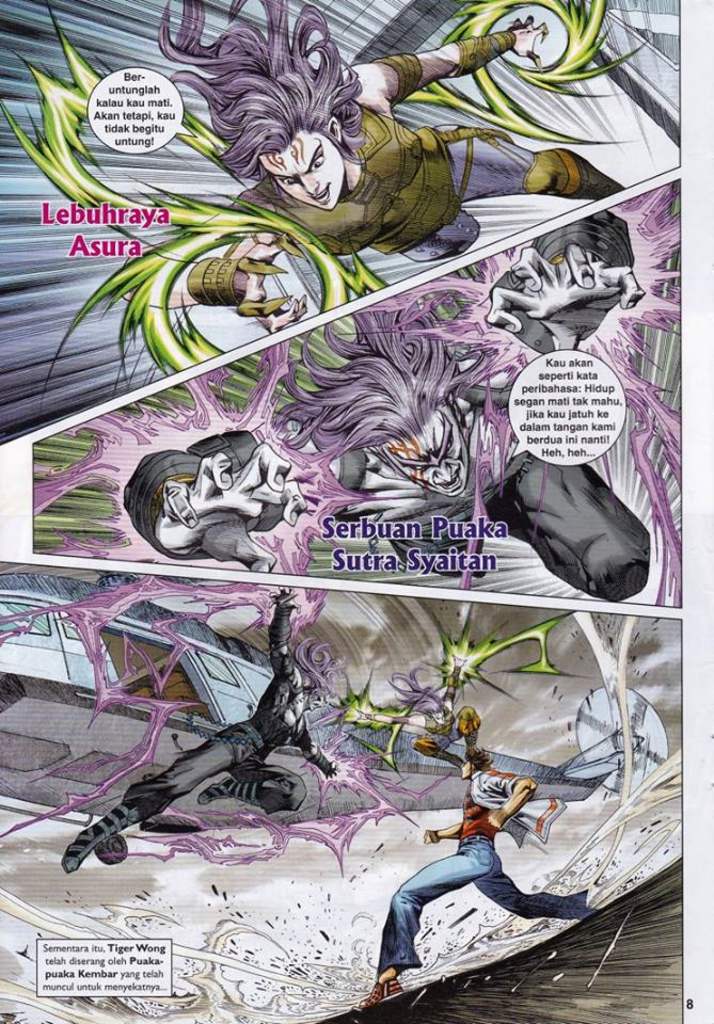 Ber-
untunglah
kalau kau mati.
Akan tetapi, kau
tidak begitu
untung!
Lebuhraya
Asura
Kau akan
seperti kata
peribahasa: Hidup
segan mati tak mahu,
jika kau jatuh ke
dalam tangan kami
berdua ini nanti!
Heh, heh...
Serbuan Puaka
Sutra Syaitan
Sementara itu, Tiger Wong
telah diserang oleh Puaka-
puaka Kembar yang telah
muncul untuk menyekatnya...
8